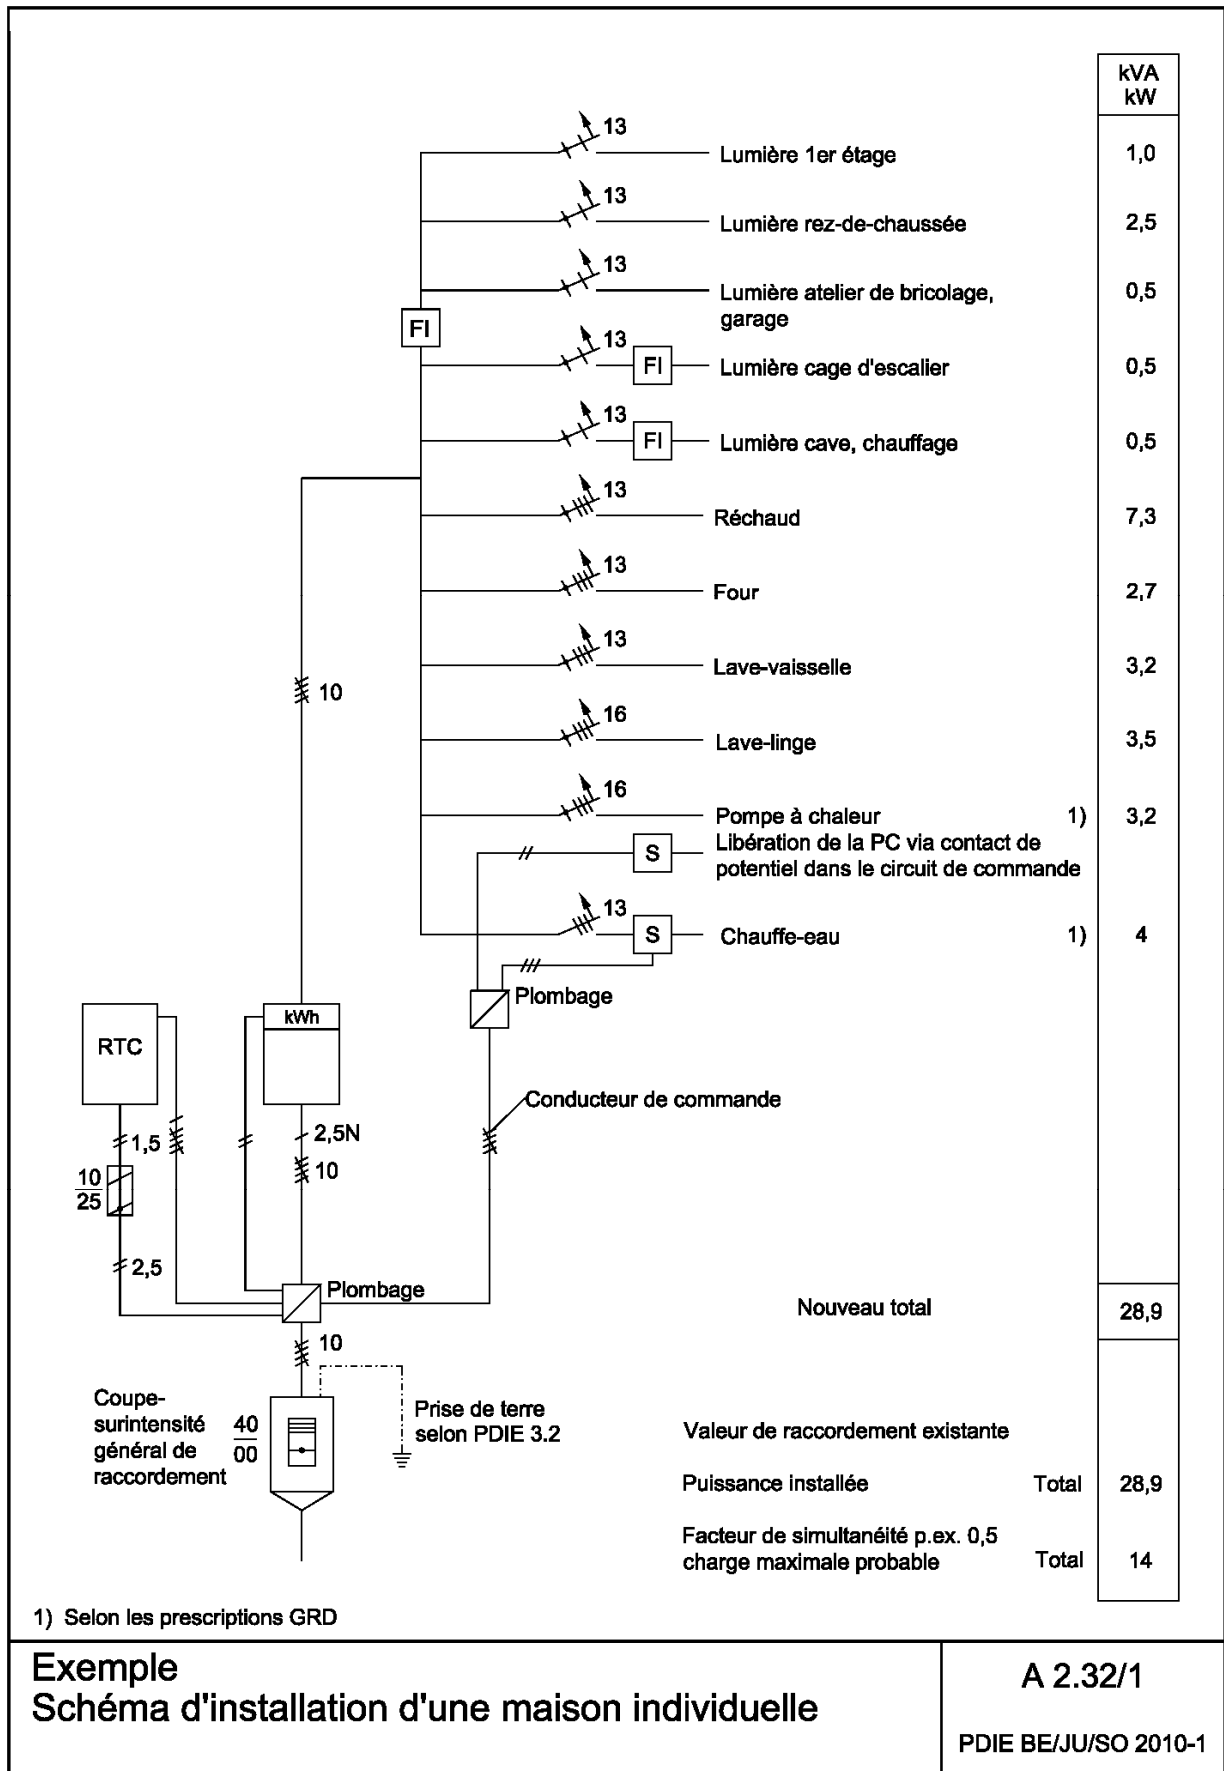 kVA
kW
13
Lumière 1er étage
1,0
13
Lumière rez-de-chaussée
2,5
13
Lumière atelier de bricolage,
garage
0,5
FI
13
FI
Lumière cage d'escalier
0,5
13
FI
Lumière cave, chauffage
0,5
13
Réchaud
7,3
13
Four
2,7
13
Lave-vaisselle
3,2
10
16
Lave-linge
3,5
16
Pompe à chaleur
1)
3,2
S
Libération de la PC via contact de
potentiel dans le circuit de commande
13
S
Chauffe-eau
1)
4
Plombage
RTC
kWh
Conducteur de commande
1,5
2,5N
10
10
25
2,5
Plombage
Nouveau total
28,9
10
Coupe-
surintensité
général de
raccordement
40
00
Prise de terre
selon PDIE 3.2
Valeur de raccordement existante
Puissance installée
Total
28,9
Facteur de simultanéité p.ex. 0,5
charge maximale probable
Total
14
1) Selon les prescriptions GRD
Exemple
Schéma d'installation d'une maison individuelle
A 2.32/1
PDIE BE/JU/SO 2010-1